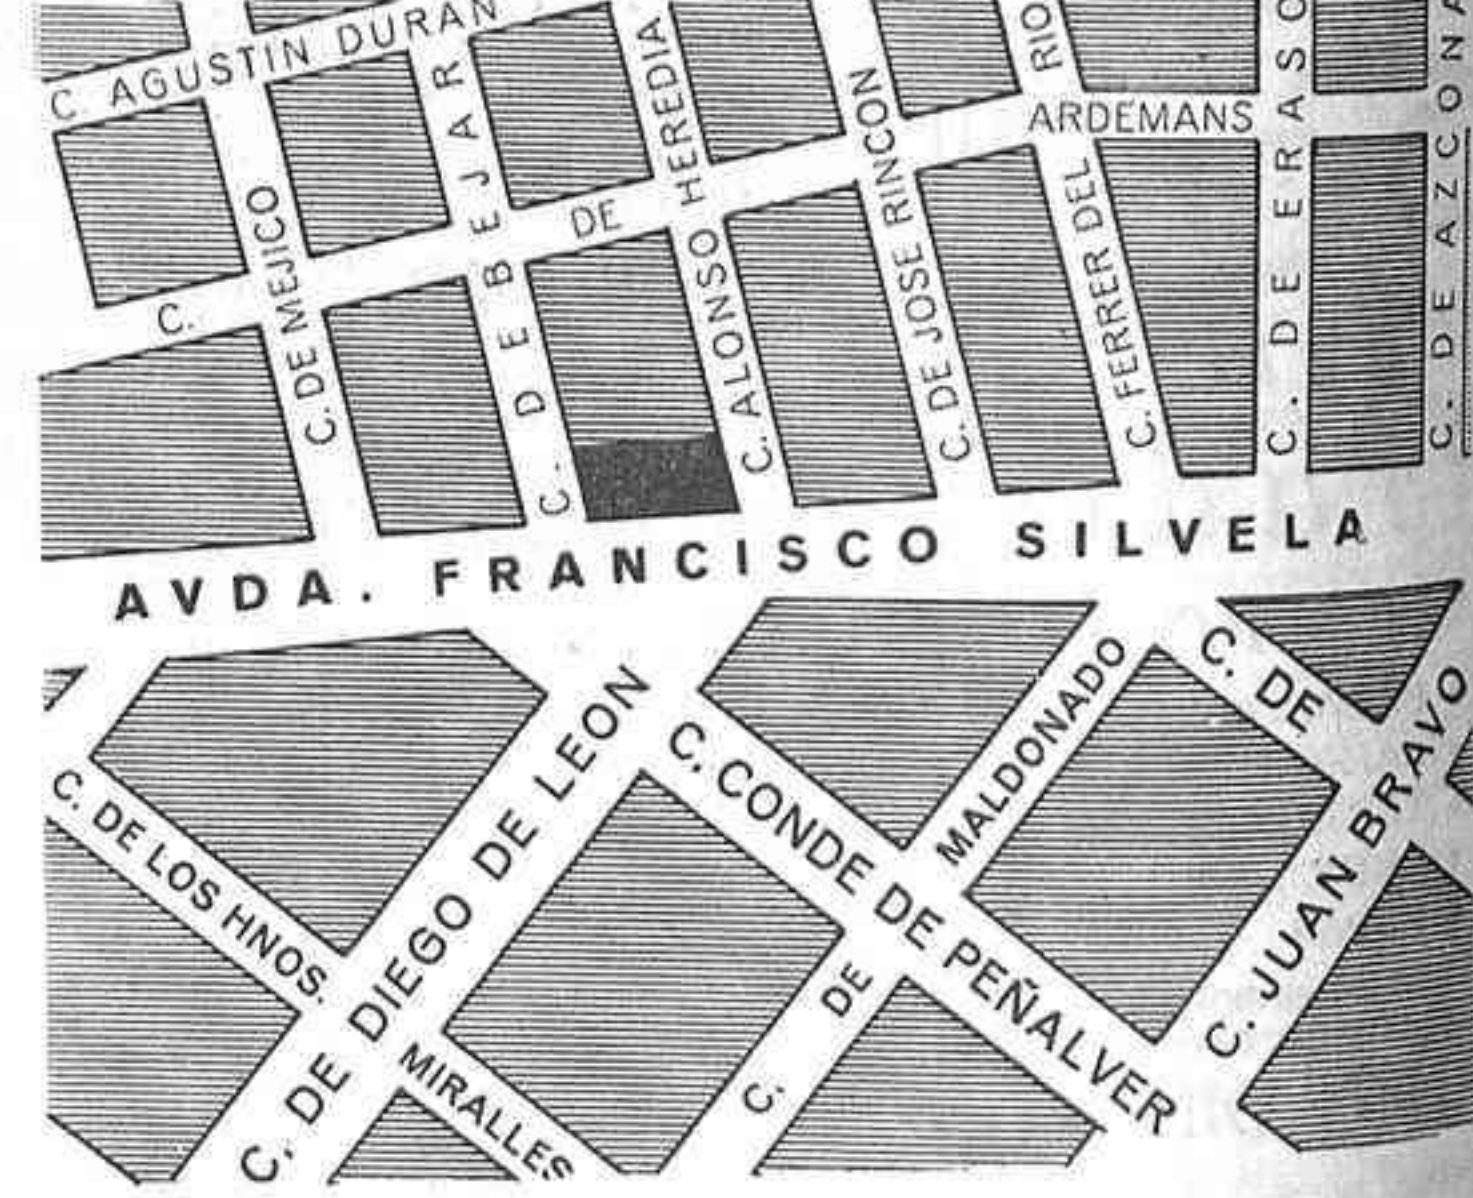 C. AGUSTIN DURAN
C. DE MEJICO
C. DE BEJAR
C. ALONSO HEREDIA
C. DE JOSE RINCON
C. FERRER DEL RIO
C. DE ERASO
C. DE AZCONA
C. DE ARDEMANS
AVDA. FRANCISCO SILVELA
C. DE LOS HNOS. MIRALLES
C. DE DIEGO DE LEON
C. CONDE DE PEÑALVER
C. DE MALDONADO
C. DE
C. JUAN BRAVO